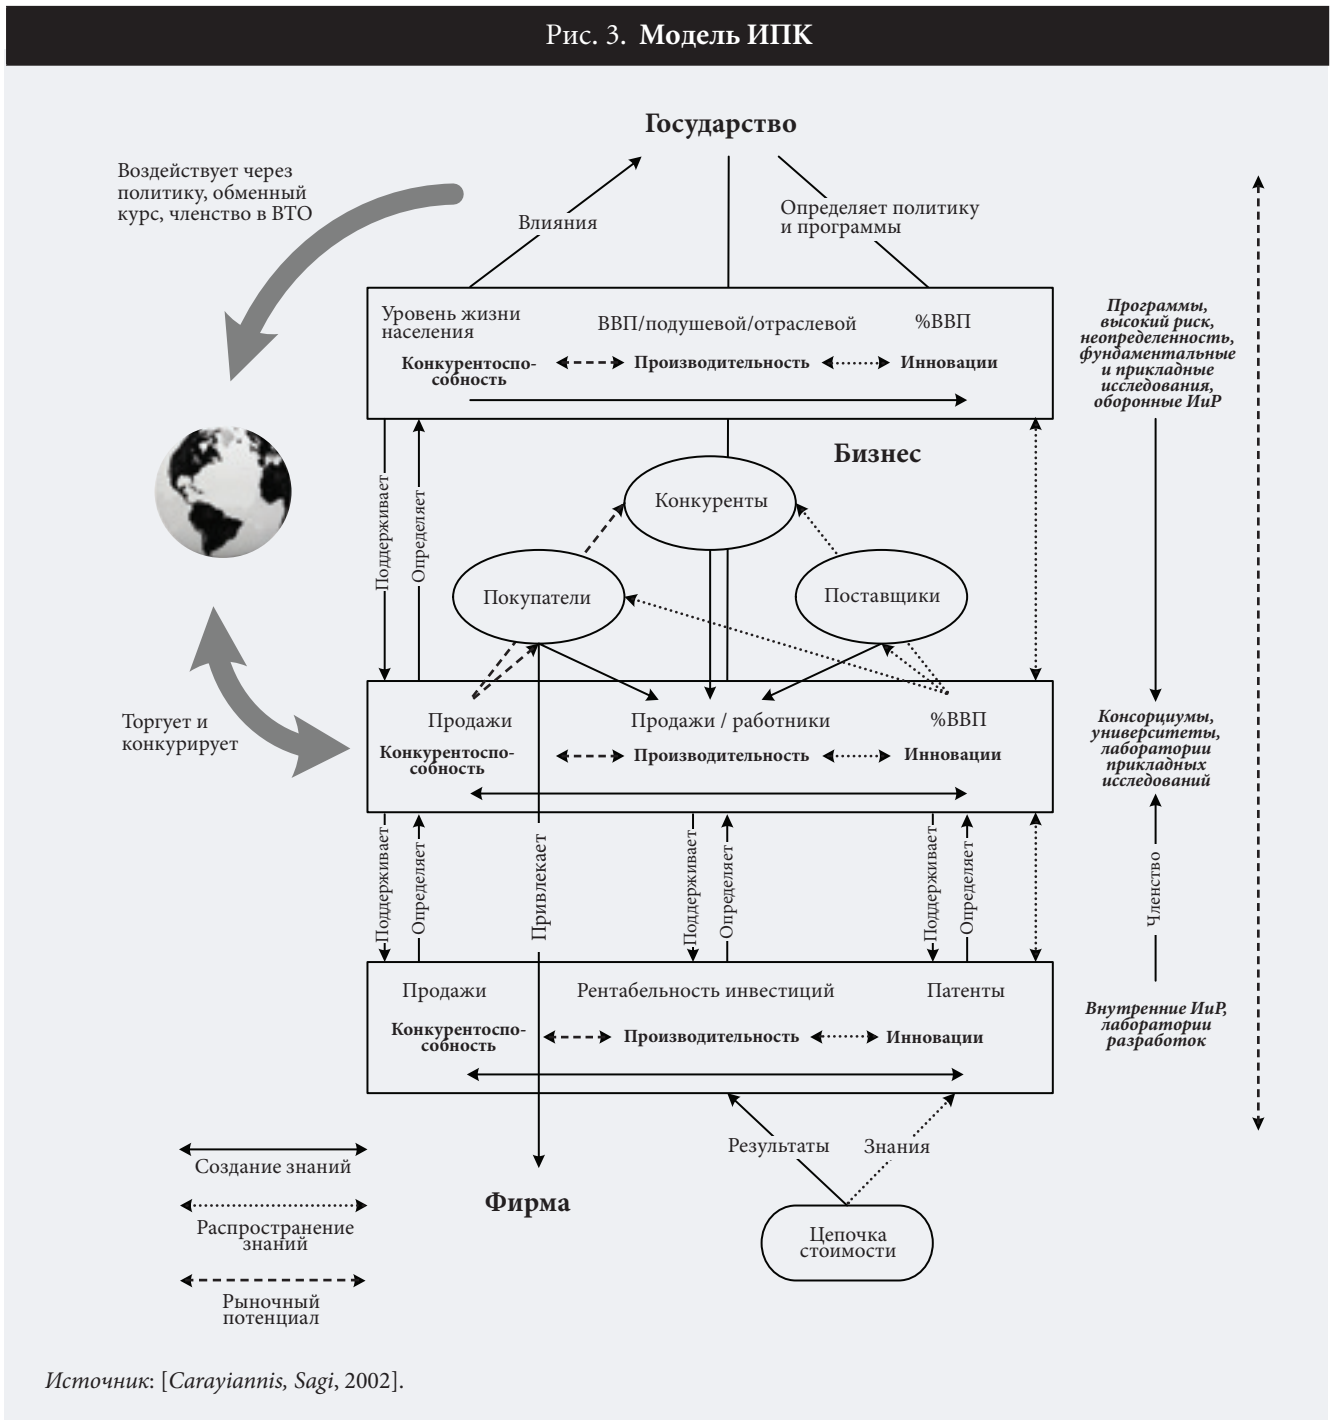 Рис. 3. Модель ИПК
Государство
Воздействует через
политику, обменный
курс, членство в ВТО
Влияния
Определяет политику
и программы
Уровень жизни
населения
ВВП/подушевой/отраслевой
%ВВП
Конкурентоспо-
собность
Производительность
Инновации
Программы,
высокий риск,
неопределенность,
фундаментальные
и прикладные
исследования,
оборонные ИиР
Бизнес
Поддерживает
Определяет
Конкуренты
Покупатели
Поставщики
Торгует и
конкурирует
Продажи
Продажи / работники
%ВВП
Конкурентоспо-
собность
Производительность
Инновации
Консорциумы,
университеты,
лаборатории
прикладных
исследований
Поддерживает
Определяет
Привлекает
Поддерживает
Определяет
Поддерживает
Определяет
Членство
Продажи
Рентабельность инвестиций
Патенты
Конкурентоспо-
собность
Производительность
Инновации
Внутренние ИиР,
лаборатории
разработок
Результаты
Знания
Фирма
Цепочка
стоимости
Создание знаний
Распространение
знаний
Рыночный
потенциал
Источник: [Carayiannis, Sagi, 2002].